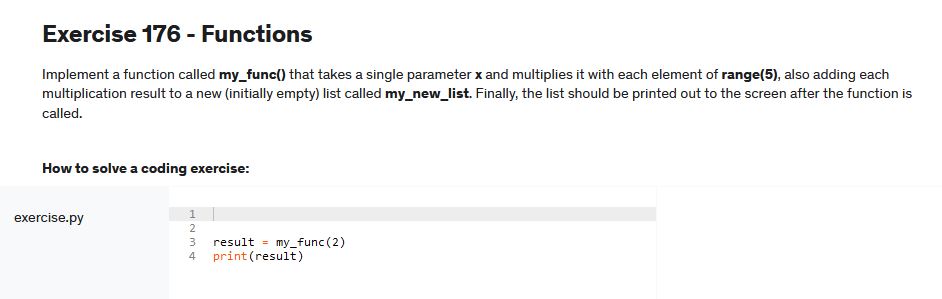 Exercise 176 - Functions
Implement a function called my_func() that takes a single parameter x and multiplies it with each element of range(5), also adding each
multiplication result to a new (initially empty) list called my_new_list. Finally, the list should be printed out to the screen after the function is
called.
How to solve a coding exercise:
exercise.py
1
2
3 result = my_func(2)
4 print(result)